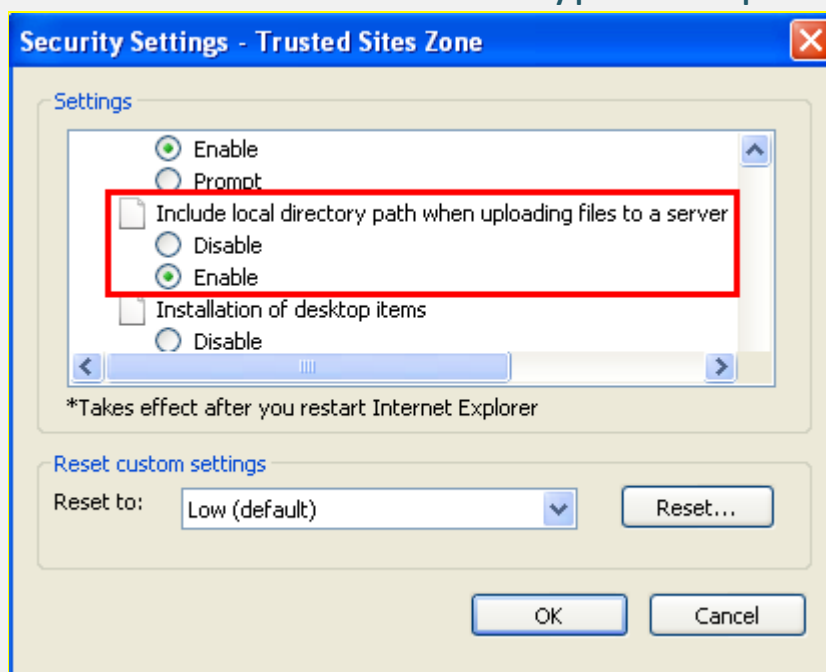 Security Settings - Trusted Sites Zone
Settings
Enable
Prompt
Include local directory path when uploading files to a server
Disable
Enable
Installation of desktop items
Disable
*Takes effect after you restart Internet Explorer
Reset custom settings
Reset to: Low (default) Reset...
OK Cancel